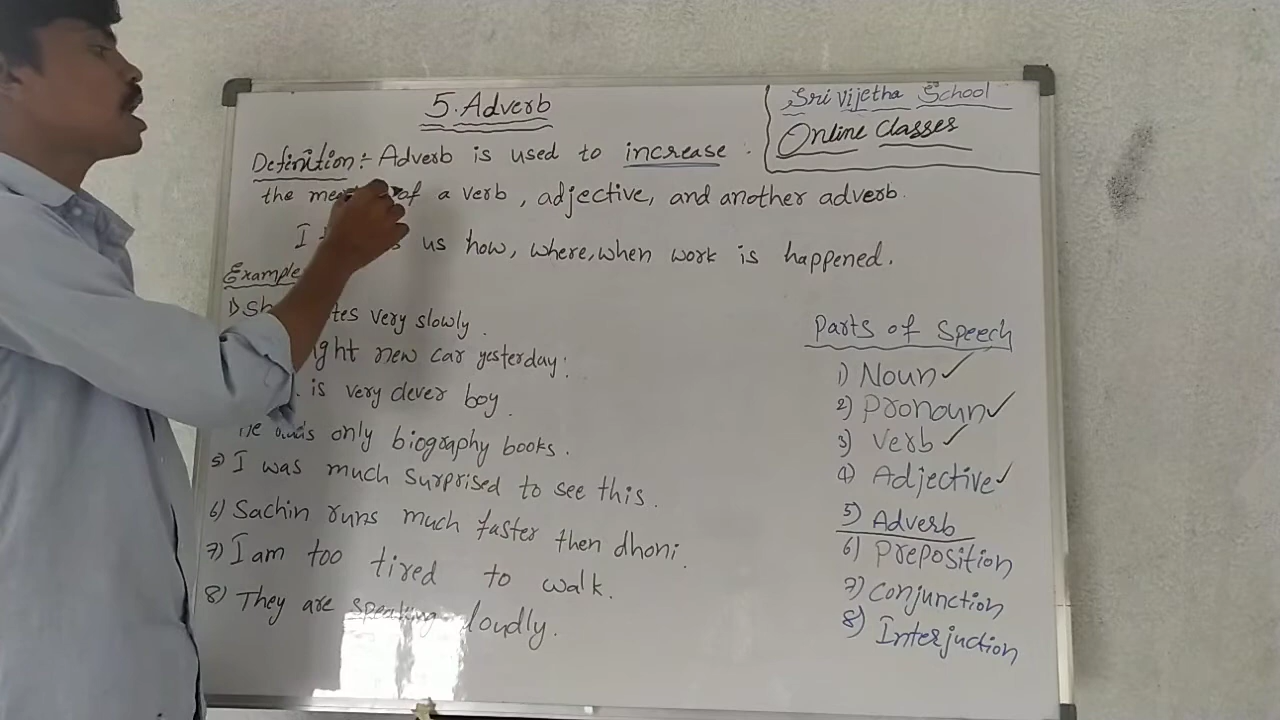 5. Adverb
Sri Vijetha School
Online Classes
Definition :- Adverb is used to increase
the of a verb, adjective, and another adverb.
us how, where, when work is happened.
Example
1) very slowly.
new car yesterday.
is very clever boy.
only biography books.
5) I was much surprised to see this.
6) Sachin runs much faster then dhoni.
7) I am too tired to walk.
8) They are speaking loudly.
Parts of Speech
1) Noun ✓
2) Pronoun ✓
3) Verb ✓
4) Adjective ✓
5) Adverb
6) Preposition
7) Conjunction
8) Interjuction